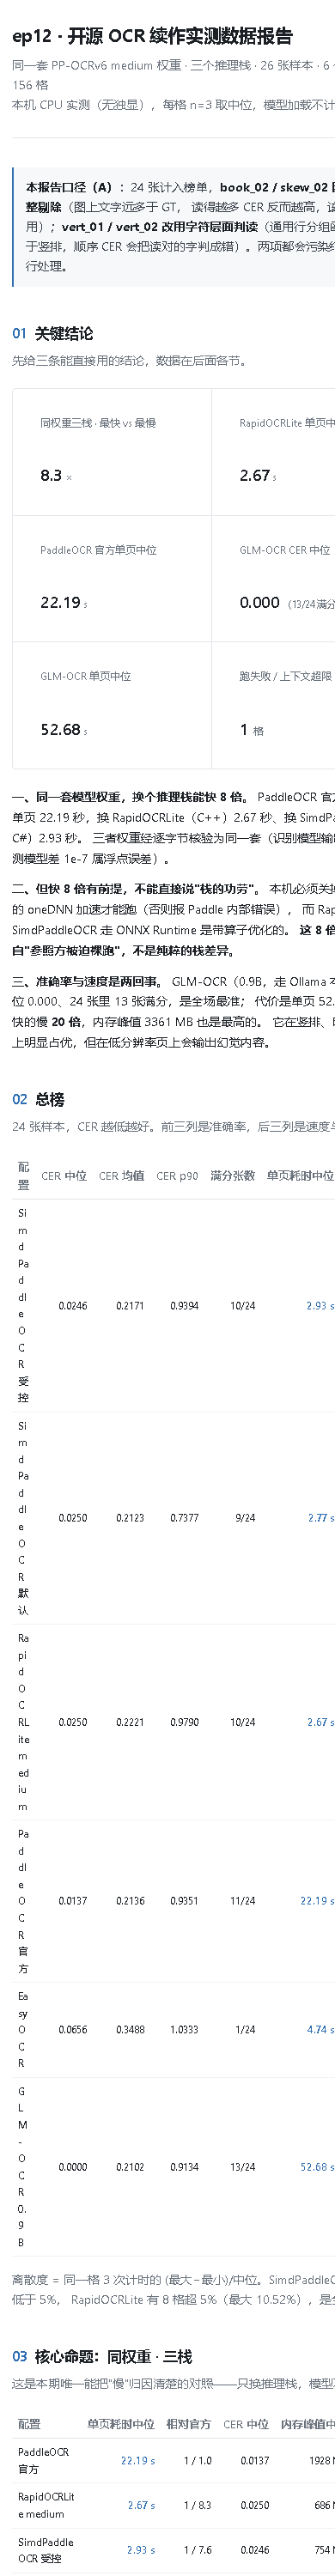 ep12 · 开源 OCR 续作实测数据报告
同一套 PP-OCRv6 medium 权重 · 三个推理栈 · 26 张样本 · 6
156 格
本机 CPU 实测（无独显），每格 n=3 取中位，模型加载不计
本报告口径（A）：24 张计入榜单，book_02 / skew_02
整剔除（图上文字远多于 GT， 读得越多 CER 反而越高，
用）；vert_01 / vert_02 改用字符层面判读（通用行分组
于竖排，顺序 CER 会把读对的字判成错）。两项都会污染
行处理。
01 关键结论
先给三条能直接用的结论，数据在后面各节。
同权重三栈 · 最快 vs 最慢
8.3 ×
RapidOCRLite 单页中
2.67 s
PaddleOCR 官方单页中位
22.19 s
GLM-OCR CER 中位
0.000 （13/24 满分
GLM-OCR 单页中位
52.68 s
跑失败 / 上下文超限
1 格
一、同一套模型权重，换个推理栈能快 8 倍。 PaddleOCR 官
单页 22.19 秒，换 RapidOCRLite（C++）2.67 秒、换 SimdPa
C#）2.93 秒。 三者权重经逐字节核验为同一套（识别模型输
测模型差 1e-7 属浮点误差）。
二、但快 8 倍有前提，不能直接说"栈的功劳"。 本机必须关
的 oneDNN 加速才能跑（否则报 Paddle 内部错误）， 而 Rap
SimdPaddleOCR 走 ONNX Runtime 是带算子优化的。 这 8 倍
白"参照方被迫裸跑"，不是纯粹的栈差异。
三、准确率与速度是两回事。 GLM-OCR（0.9B，走 Ollama
位 0.000、24 张里 13 张满分，是全场最准； 代价是单页 52.
快的慢 20 倍，内存峰值 3361 MB 也是最高的。 它在竖排、
上明显占优，但在低分辨率页上会输出幻觉内容。
02 总榜
24 张样本，CER 越低越好。前三列是准确率，后三列是速度
配置 CER 中位 CER 均值 CER p90 满分张数 单页耗时中位
SimdPaddleOCR 受控 0.0246 0.2171 0.9394 10/24 2.93 s
SimdPaddleOCR 默认 0.0250 0.2123 0.7377 9/24 2.77 s
RapidOCRLite medium 0.0250 0.2221 0.9790 10/24 2.67 s
PaddleOCR 官方 0.0137 0.2136 0.9351 11/24 22.19 s
EasyOCR 0.0656 0.3488 1.0333 1/24 4.74 s
GLM-OCR 0.9B 0.0000 0.2102 0.9134 13/24 52.68 s
离散度 = 同一格 3 次计时的 (最大−最小)/中位。SimdPaddleO
低于 5%， RapidOCRLite 有 8 格超 5%（最大 10.52%），是
03 核心命题：同权重 · 三栈
这是本期唯一能把"慢"归因清楚的对照——只换推理栈，模型
配置 单页耗时中位 相对官方 CER 中位 内存峰值
PaddleOCR 官方 22.19 s 1 / 1.0 0.0137 1928
RapidOCRLite medium 2.67 s 1 / 8.3 0.0250 686
SimdPaddleOCR 受控 2.93 s 1 / 7.6 0.0246 754